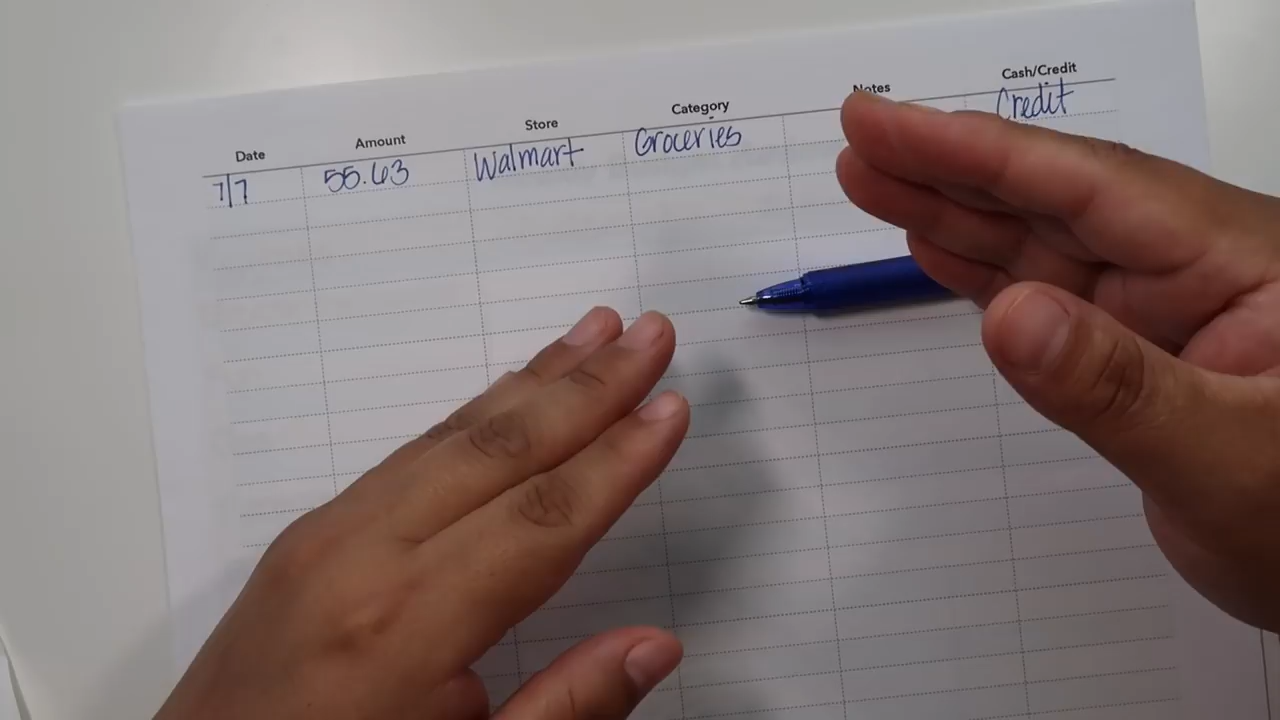 Date Amount Store Category Notes Cash/Credit
7/7 55.63 Walmart Groceries Credit